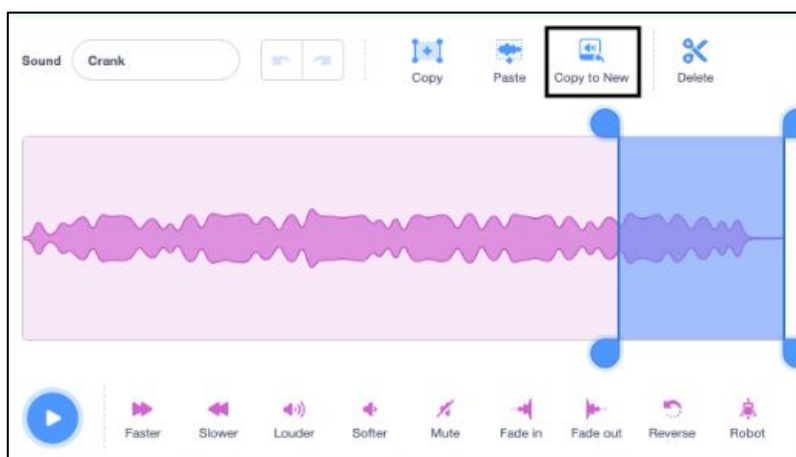 Sound Crank
Copy Paste Copy to New Delete
Faster Slower Louder Softer Mute Fade in Fade out Reverse Robot